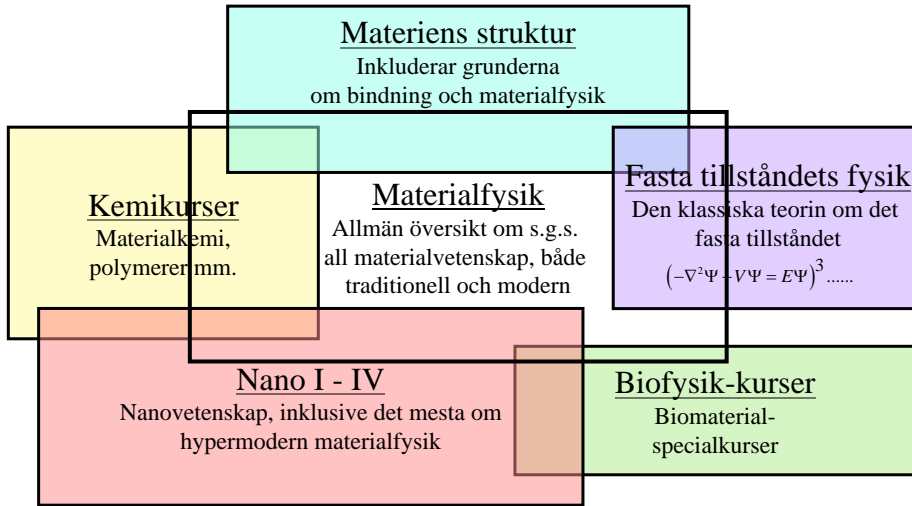 Materiens struktur
Inkluderar grunderna
om bindning och materialfysik
Kemikurser
Materialkemi,
polymerer mm.
Materialfysik
Allmän översikt om s.g.s.
all materialvetenskap, både
traditionell och modern
Fasta tillståndets fysik
Den klassiska teorin om det
fasta tillståndet
(−∇²Ψ+VΨ = EΨ)³ ......
Nano I - IV
Nanovetenskap, inklusive det mesta om
hypermodern materialfysik
Biofysik-kurser
Biomaterial-
specialkurser